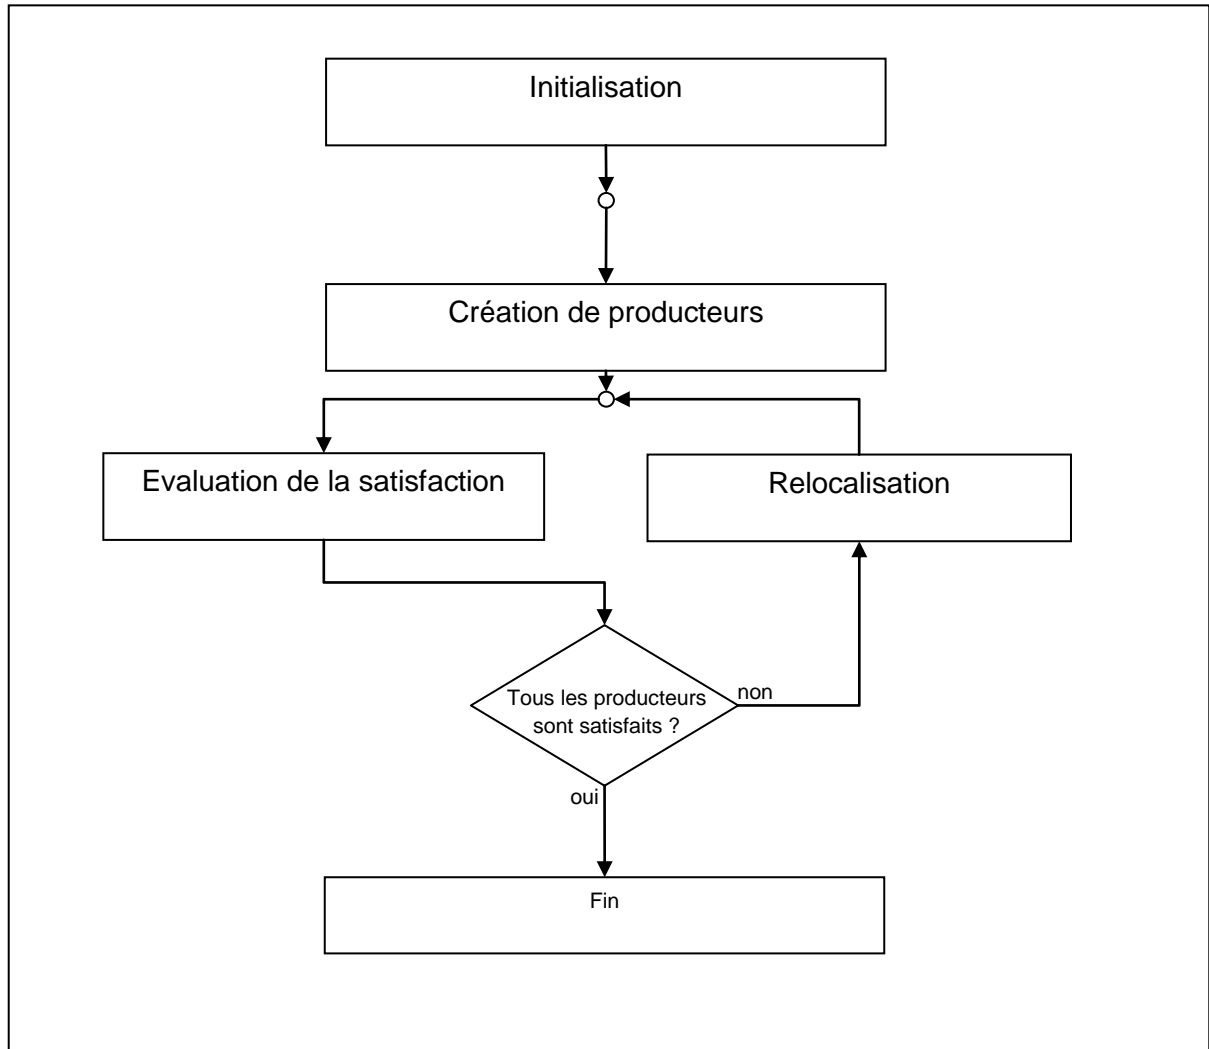 Initialisation
Création de producteurs
Evaluation de la satisfaction
Relocalisation
Tous les producteurs
sont satisfaits ?
non
oui
Fin